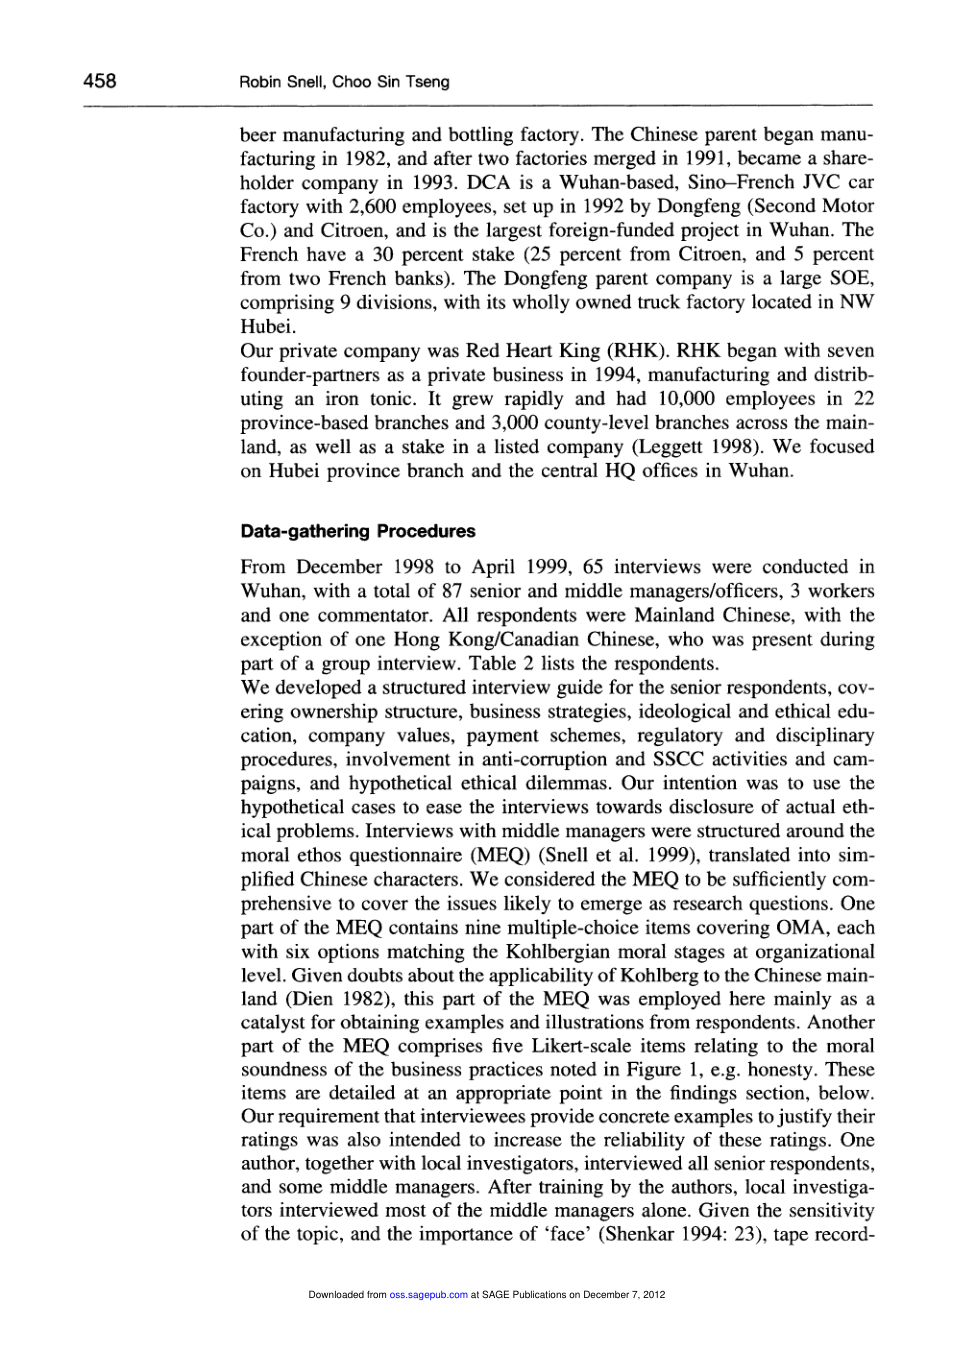 458
Robin Snell, Choo Sin Tseng
beer manufacturing and bottling factory. The Chinese parent began manu-
facturing in 1982, and after two factories merged in 1991, became a share-
holder company in 1993. DCA is a Wuhan-based, Sino–French JVC car
factory with 2,600 employees, set up in 1992 by Dongfeng (Second Motor
Co.) and Citroen, and is the largest foreign-funded project in Wuhan. The
French have a 30 percent stake (25 percent from Citroen, and 5 percent
from two French banks). The Dongfeng parent company is a large SOE,
comprising 9 divisions, with its wholly owned truck factory located in NW
Hubei.
Our private company was Red Heart King (RHK). RHK began with seven
founder-partners as a private business in 1994, manufacturing and distrib-
uting an iron tonic. It grew rapidly and had 10,000 employees in 22
province-based branches and 3,000 county-level branches across the main-
land, as well as a stake in a listed company (Leggett 1998). We focused
on Hubei province branch and the central HQ offices in Wuhan.
Data-gathering Procedures
From December 1998 to April 1999, 65 interviews were conducted in
Wuhan, with a total of 87 senior and middle managers/officers, 3 workers
and one commentator. All respondents were Mainland Chinese, with the
exception of one Hong Kong/Canadian Chinese, who was present during
part of a group interview. Table 2 lists the respondents.
We developed a structured interview guide for the senior respondents, cov-
ering ownership structure, business strategies, ideological and ethical edu-
cation, company values, payment schemes, regulatory and disciplinary
procedures, involvement in anti-corruption and SSCC activities and cam-
paigns, and hypothetical ethical dilemmas. Our intention was to use the
hypothetical cases to ease the interviews towards disclosure of actual eth-
ical problems. Interviews with middle managers were structured around the
moral ethos questionnaire (MEQ) (Snell et al. 1999), translated into sim-
plified Chinese characters. We considered the MEQ to be sufficiently com-
prehensive to cover the issues likely to emerge as research questions. One
part of the MEQ contains nine multiple-choice items covering OMA, each
with six options matching the Kohlbergian moral stages at organizational
level. Given doubts about the applicability of Kohlberg to the Chinese main-
land (Dien 1982), this part of the MEQ was employed here mainly as a
catalyst for obtaining examples and illustrations from respondents. Another
part of the MEQ comprises five Likert-scale items relating to the moral
soundness of the business practices noted in Figure 1, e.g. honesty. These
items are detailed at an appropriate point in the findings section, below.
Our requirement that interviewees provide concrete examples to justify their
ratings was also intended to increase the reliability of these ratings. One
author, together with local investigators, interviewed all senior respondents,
and some middle managers. After training by the authors, local investiga-
tors interviewed most of the middle managers alone. Given the sensitivity
of the topic, and the importance of ‘face’ (Shenkar 1994: 23), tape record-
Downloaded from oss.sagepub.com at SAGE Publications on December 7, 2012